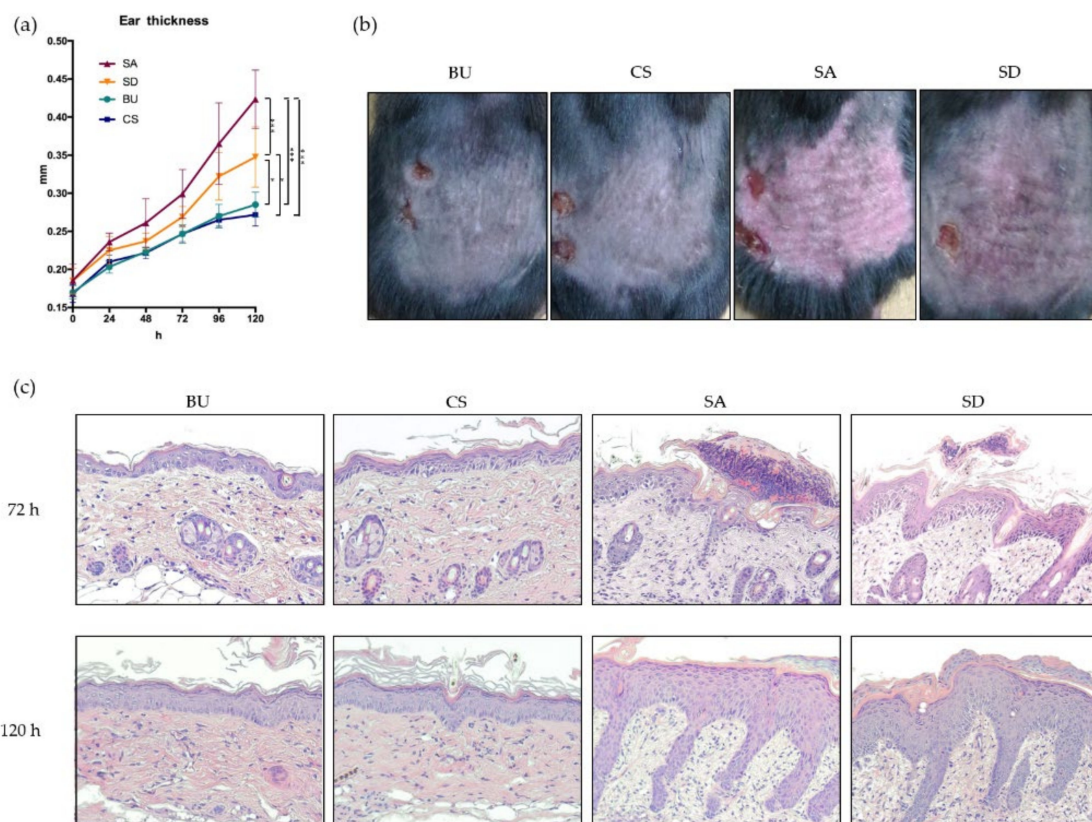 (a)
Ear thickness
0.50
0.45
0.40
0.35
0.30
0.25
0.20
0.15
mm
SA
SD
BU
CS
***
*
*
***
***
0
24
48
72
96
120
h
(b)
BU
CS
SA
SD
(c)
BU
CS
SA
SD
72 h
120 h